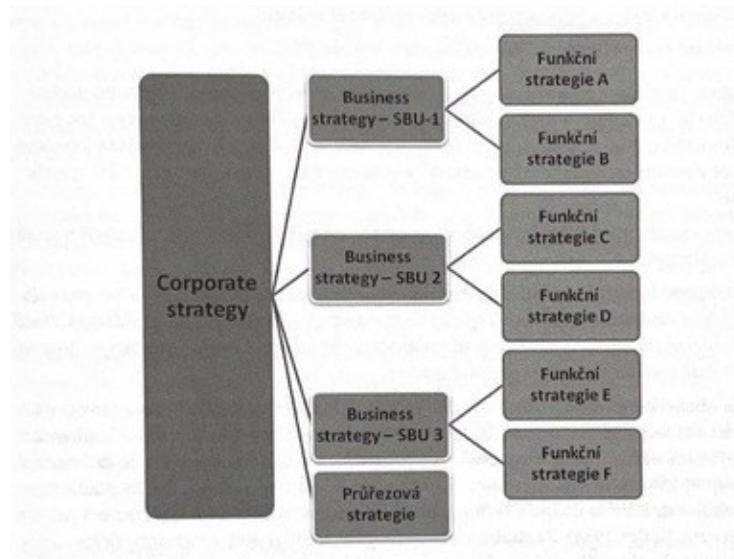 Corporate
strategy
Business
strategy – SBU-1
Funkční
strategie A
Funkční
strategie B
Business
strategy – SBU 2
Funkční
strategie C
Funkční
strategie D
Business
strategy – SBU 3
Funkční
strategie E
Funkční
strategie F
Průřezová
strategie